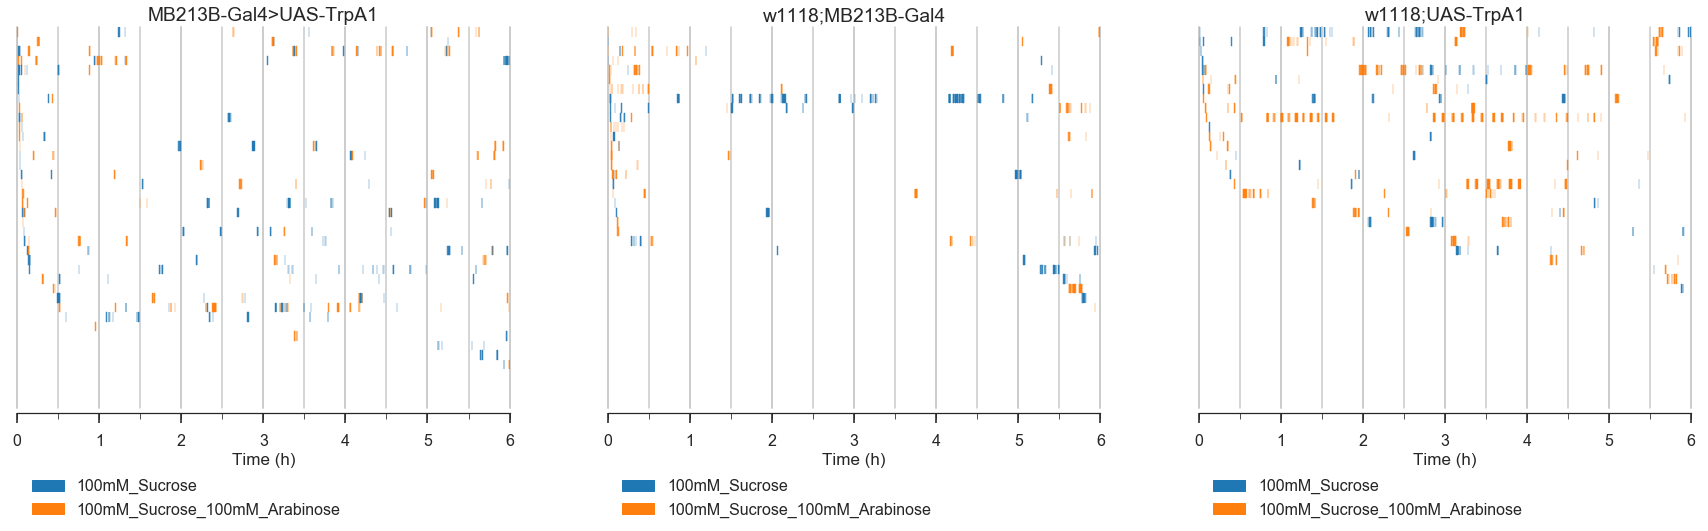 MB213B-Gal4>UAS-TrpA1
w1118;MB213B-Gal4
w1118;UAS-TrpA1
0 1 2 3 4 5 6
0 1 2 3 4 5 6
0 1 2 3 4 5 6
Time (h)
Time (h)
Time (h)
100mM_Sucrose
100mM_Sucrose_100mM_Arabinose
100mM_Sucrose
100mM_Sucrose_100mM_Arabinose
100mM_Sucrose
100mM_Sucrose_100mM_Arabinose